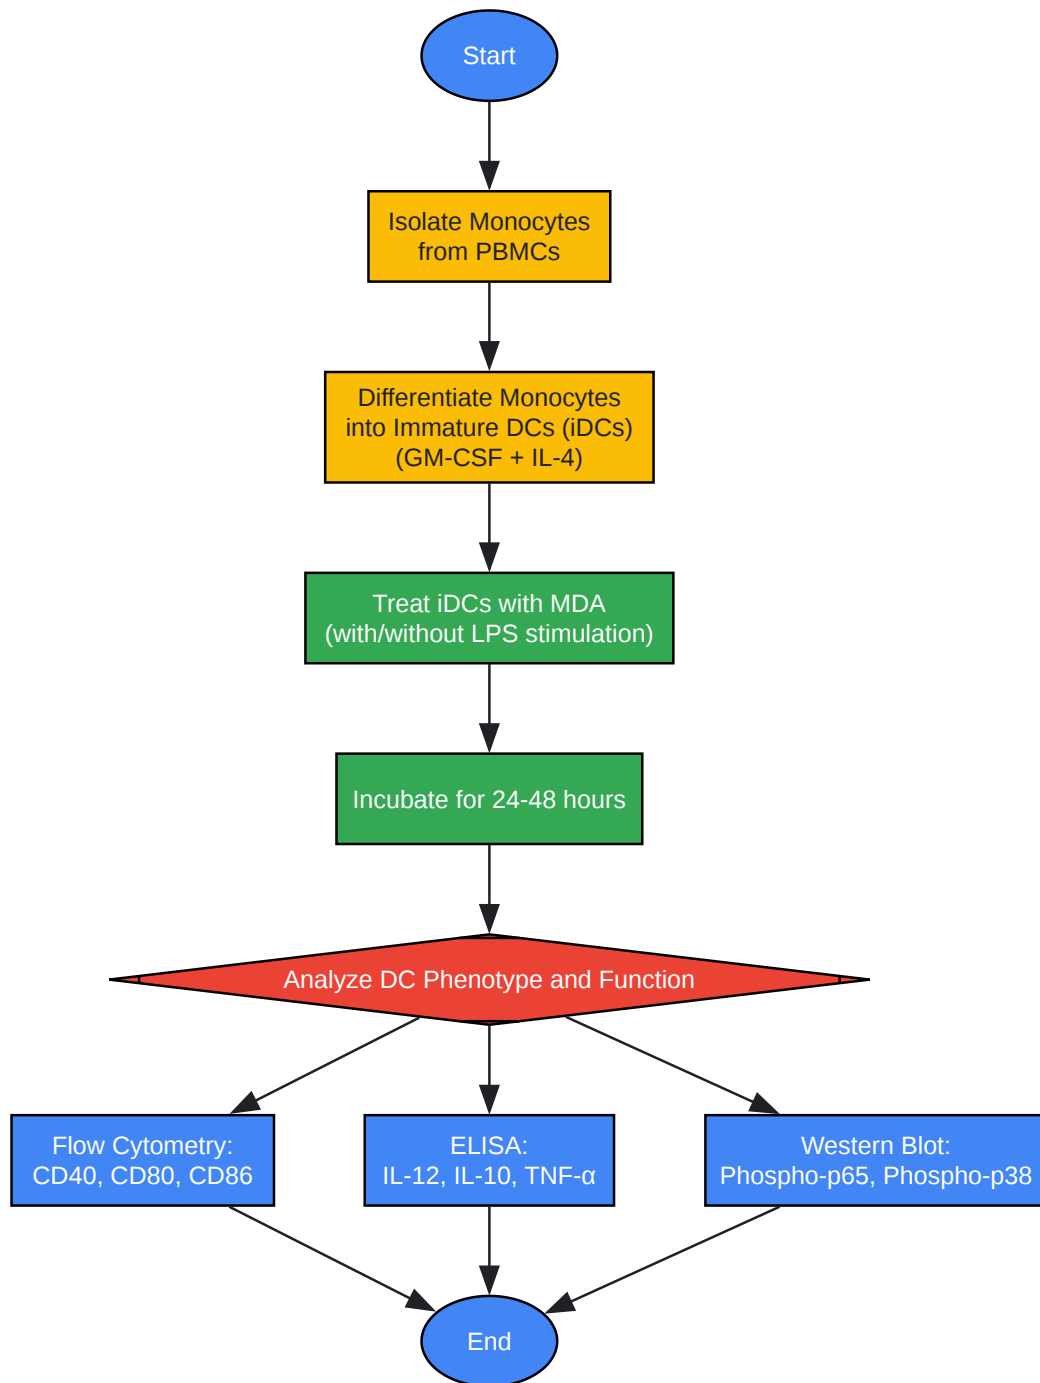 Start
Isolate Monocytes
from PBMCs
Differentiate Monocytes
into Immature DCs (iDCs)
(GM-CSF + IL-4)
Treat iDCs with MDA
(with/without LPS stimulation)
Incubate for 24-48 hours
Analyze DC Phenotype and Function
Flow Cytometry:
CD40, CD80, CD86
ELISA:
IL-12, IL-10, TNF-α
Western Blot:
Phospho-p65, Phospho-p38
End